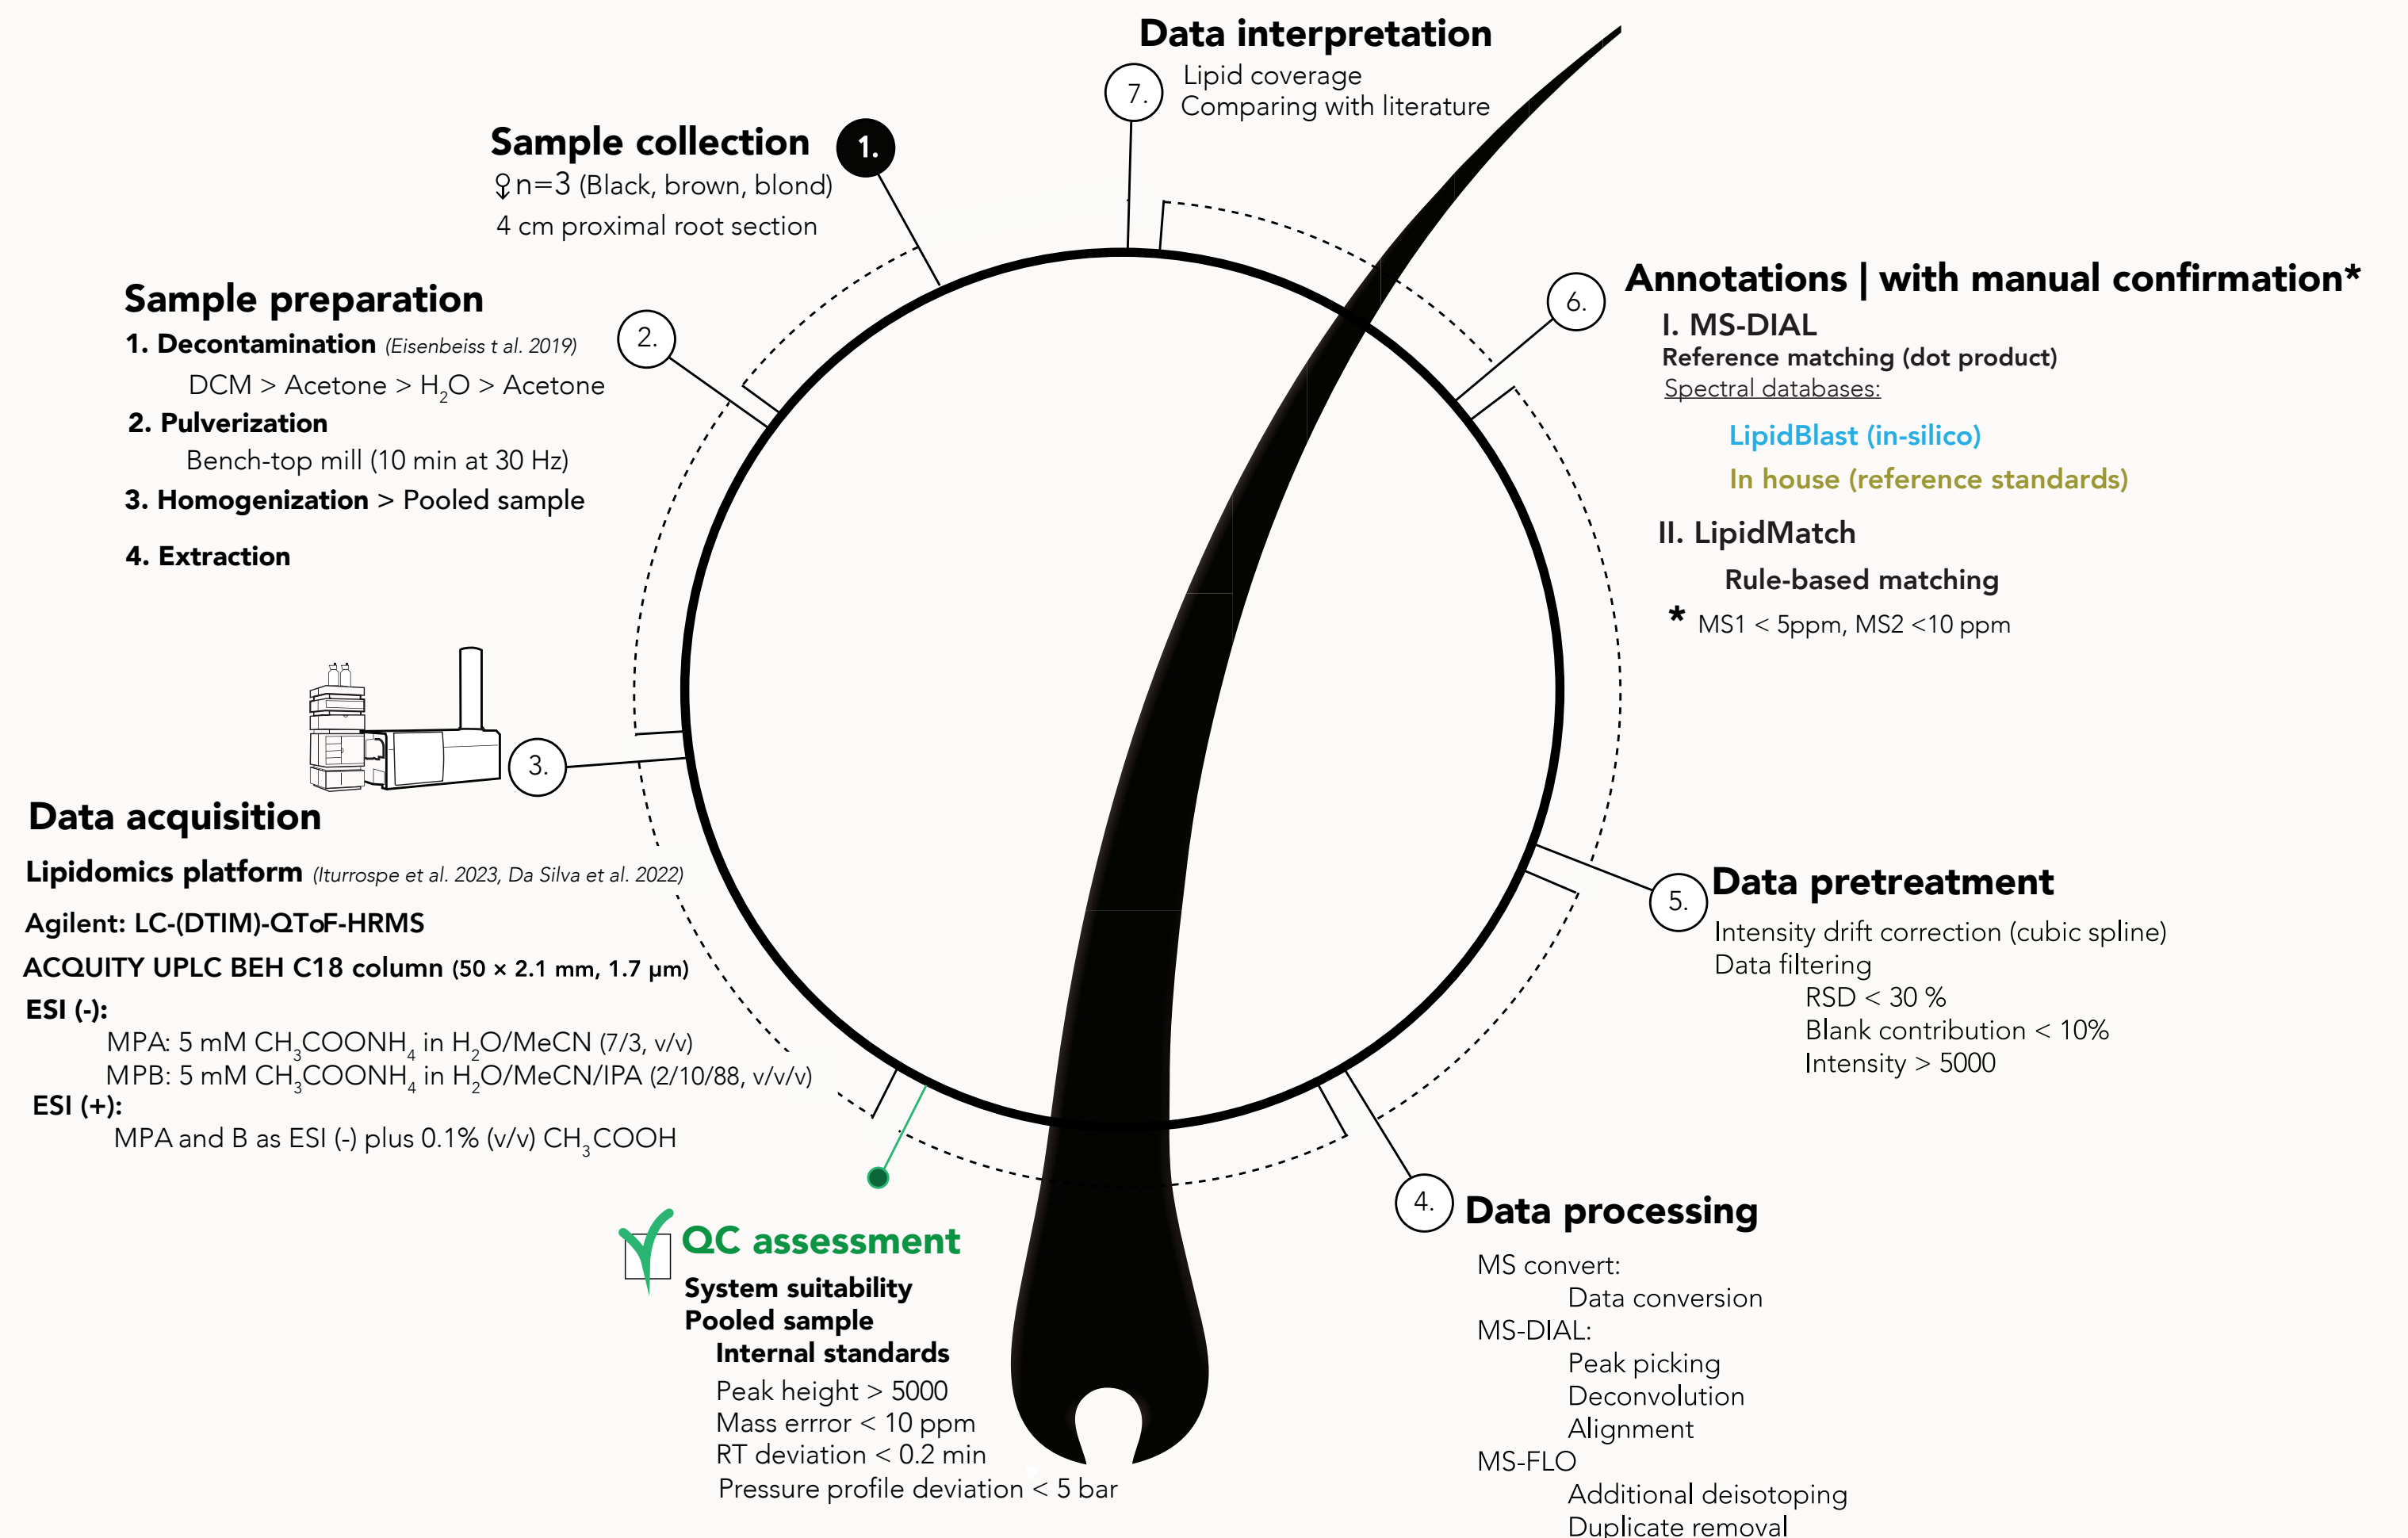 Data interpretation
7.
Lipid coverage
Comparing with literature
Sample collection
1.
♀n=3 (Black, brown, blond)
4 cm proximal root section
Sample preparation
2.
1. Decontamination (Eisenbeiss t al. 2019)
DCM > Acetone > H₂O > Acetone
2. Pulverization
Bench-top mill (10 min at 30 Hz)
3. Homogenization > Pooled sample
4. Extraction
3.
Data acquisition
Lipidomics platform (Iturrospe et al. 2023, Da Silva et al. 2022)
Agilent: LC-(DTIM)-QToF-HRMS
ACQUITY UPLC BEH C18 column (50 × 2.1 mm, 1.7 µm)
ESI (-):
MPA: 5 mM CH₃COONH₄ in H₂O/MeCN (7/3, v/v)
MPB: 5 mM CH₃COONH₄ in H₂O/MeCN/IPA (2/10/88, v/v/v)
ESI (+):
MPA and B as ESI (-) plus 0.1% (v/v) CH₃COOH
QC assessment
System suitability
Pooled sample
Internal standards
Peak height > 5000
Mass errror < 10 ppm
RT deviation < 0.2 min
Pressure profile deviation < 5 bar
4.
Data processing
MS convert:
Data conversion
MS-DIAL:
Peak picking
Deconvolution
Alignment
MS-FLO
Additional deisotoping
Duplicate removal
5.
Data pretreatment
Intensity drift correction (cubic spline)
Data filtering
RSD < 30 %
Blank contribution < 10%
Intensity > 5000
6.
Annotations | with manual confirmation*
I. MS-DIAL
Reference matching (dot product)
Spectral databases:
LipidBlast (in-silico)
In house (reference standards)
II. LipidMatch
Rule-based matching
* MS1 < 5ppm, MS2 <10 ppm